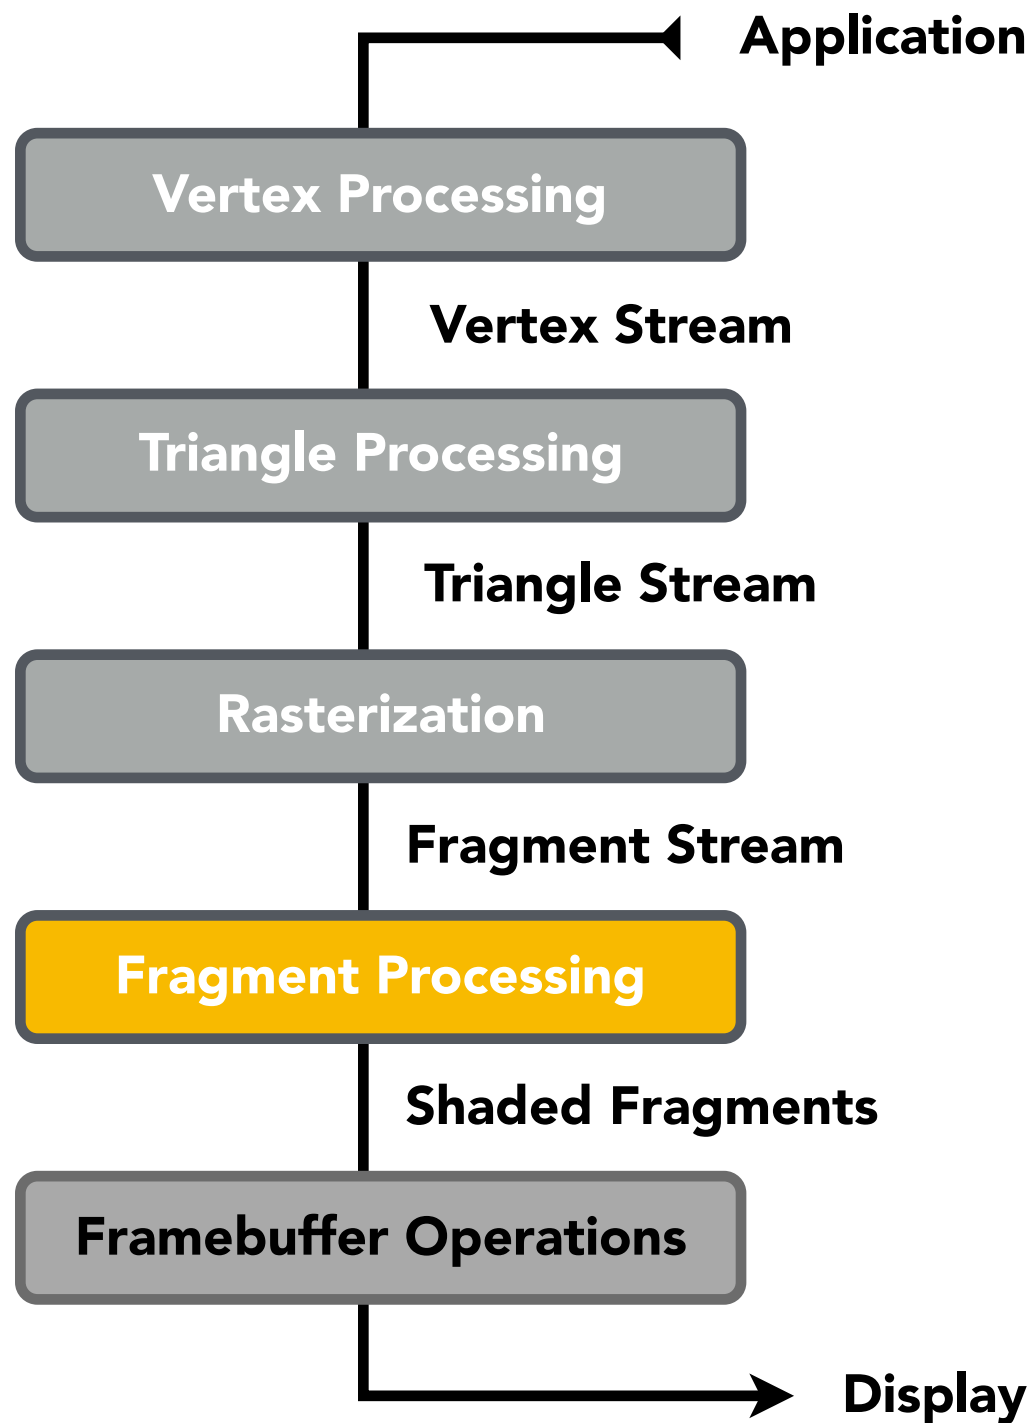 Application
Vertex Processing
Vertex Stream
Triangle Processing
Triangle Stream
Rasterization
Fragment Stream
Fragment Processing
Shaded Fragments
Framebuffer Operations
Display